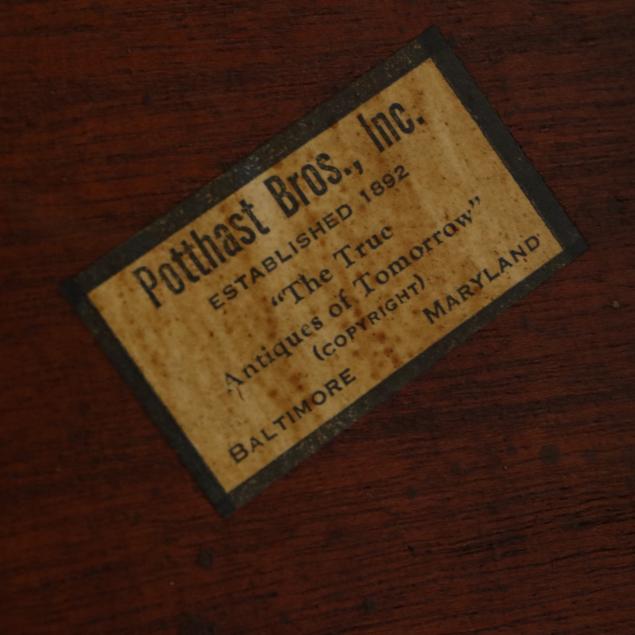 Potthast Bros., Inc.
ESTABLISHED 1892
"The True
Antiques of Tomorrow"
(COPYRIGHT)
BALTIMORE MARYLAND